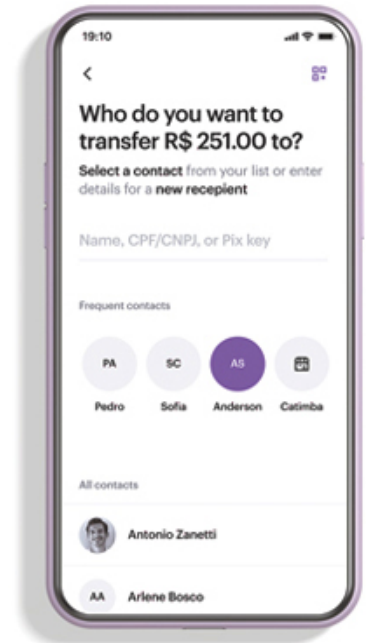 19:10
Who do you want to
transfer R$ 251.00 to?
Select a contact from your list or enter
details for a new recepient
Name, CPF/CNPJ, or Pix key
Frequent contacts
PA SC AS
Pedro Sofia Anderson Catimba
All contacts
Antonio Zanetti
AA Arlene Bosco